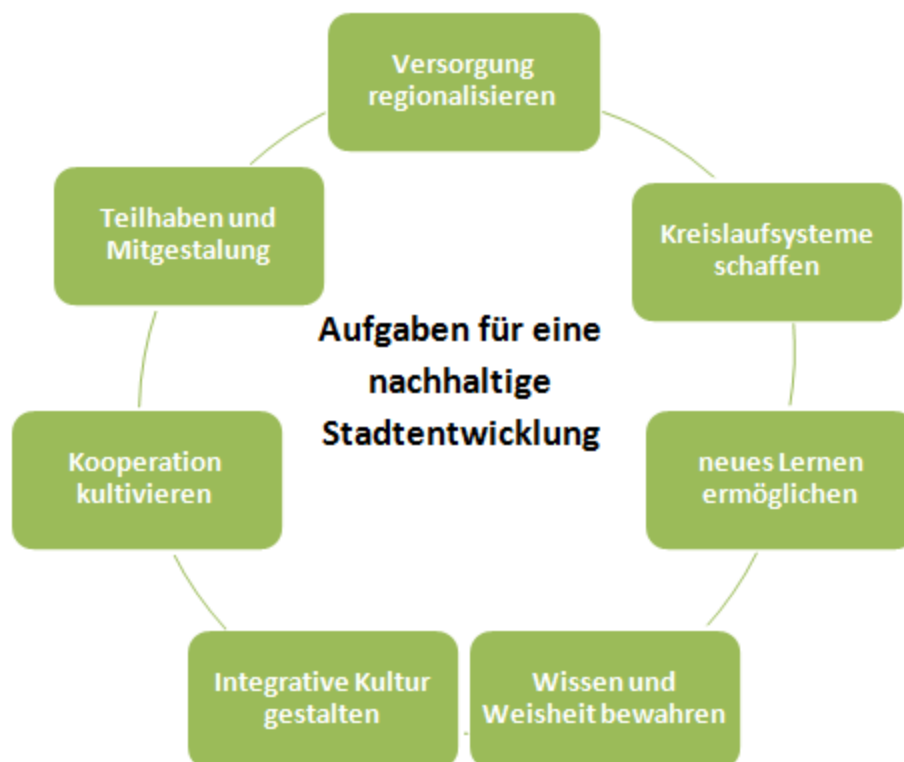 Versorgung
regionalisieren
Kreislaufsysteme
schaffen
neues Lernen
ermöglichen
Wissen und
Weisheit bewahren
Integrative Kultur
gestalten
Kooperation
kultivieren
Teilhaben und
Mitgestalung
Aufgaben für eine
nachhaltige
Stadtentwicklung